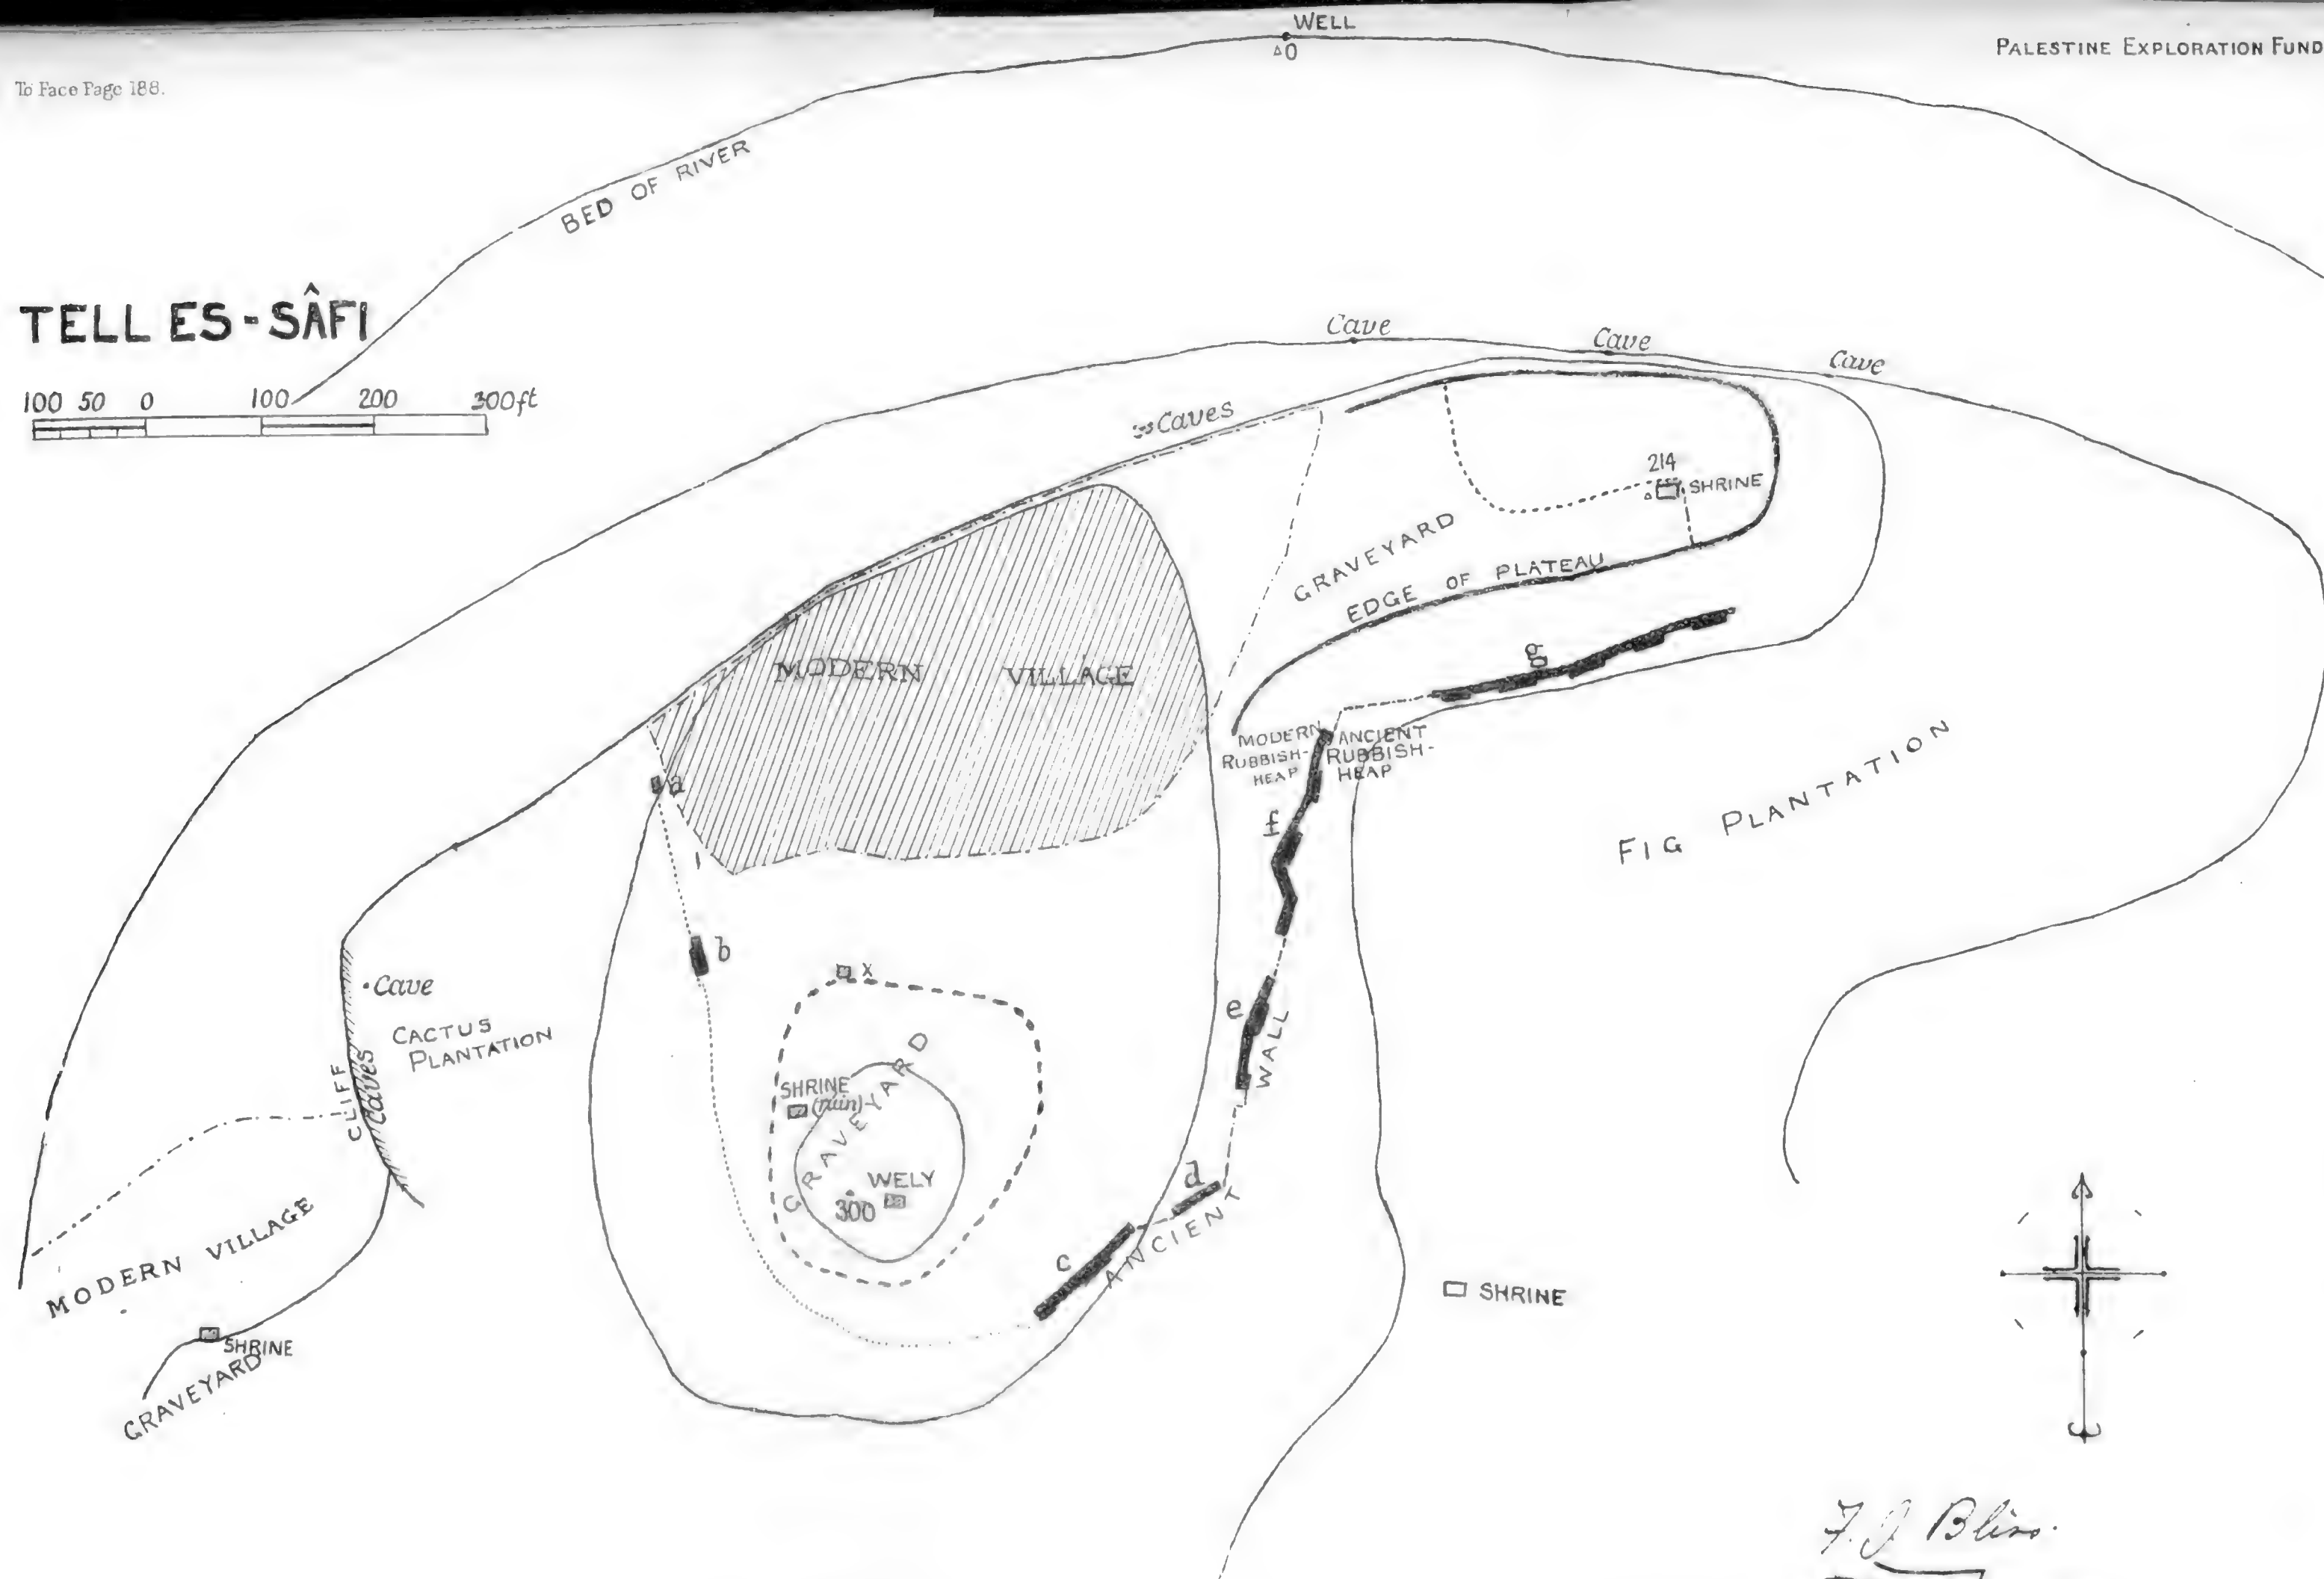 WELL
△0
PALESTINE EXPLORATION FUND
To Face Page 188.
BED OF RIVER
TELL ES-SÂFI
100 50 0 100 200 300ft
Cave
Cave
Cave
Caves
214
SHRINE
GRAVEYARD
EDGE OF PLATEAU
MODERN VILLAGE
g
MODERN
RUBBISH-
HEAP
ANCIENT
RUBBISH-
HEAP
a
f
FIG PLANTATION
b
x
Cave
CACTUS
PLANTATION
e
CLIFF
Caves
SHRINE
(ruin)
GRAVEYARD
WELY
300
d
c
ANCIENT WALL
MODERN VILLAGE
SHRINE
SHRINE
GRAVEYARD
F. J. Bliss.